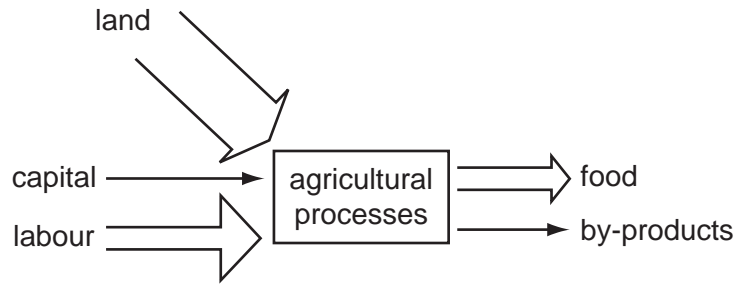 land
capital
labour
agricultural
processes
food
by-products